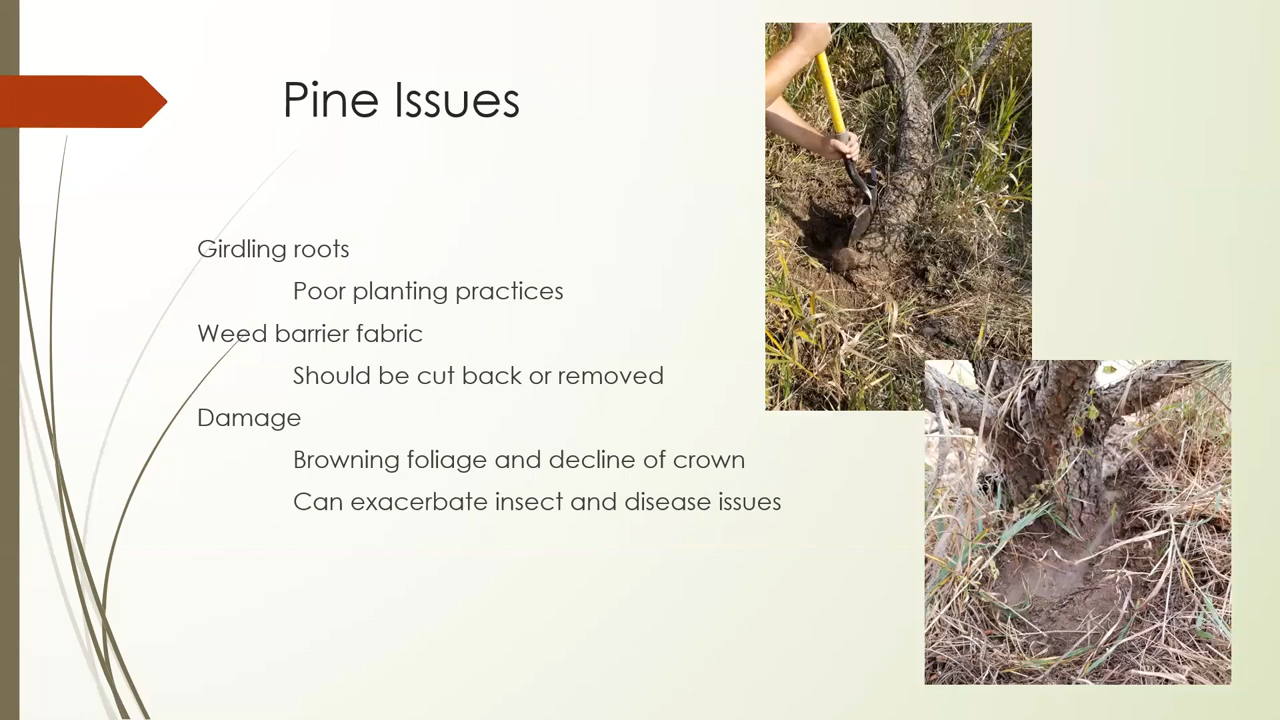 Pine Issues
Girdling roots
Poor planting practices
Weed barrier fabric
Should be cut back or removed
Damage
Browning foliage and decline of crown
Can exacerbate insect and disease issues